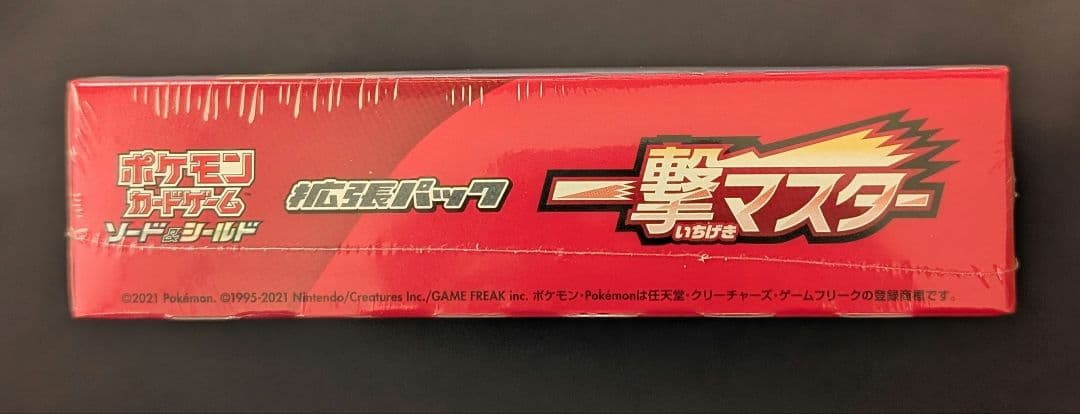 ポケモン
カードゲーム
ソード&シールド
拡張パック
一撃マスター
いちげき
©2021 Pokémon. ©1995-2021 Nintendo/Creatures Inc./GAME FREAK inc. ポケモン・Pokémonは任天堂・クリーチャーズ・ゲームフリークの登録商標です。